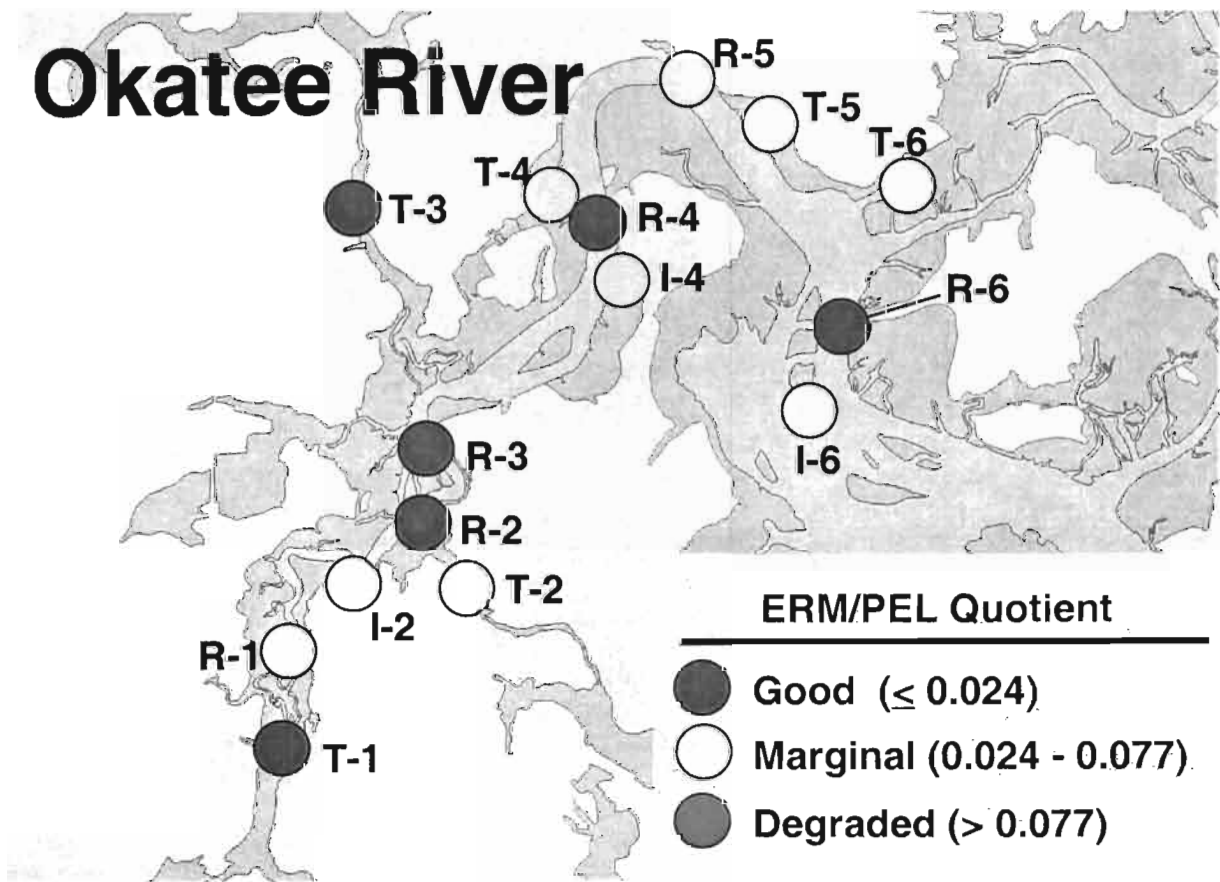 Okatee River
R-5
T-5
T-6
T-4
T-3
R-4
I-4
R-6
R-3
I-6
R-2
T-2
I-2
R-1
T-1
ERM/PEL Quotient
Good (≤ 0.024)
Marginal (0.024 - 0.077)
Degraded (> 0.077)